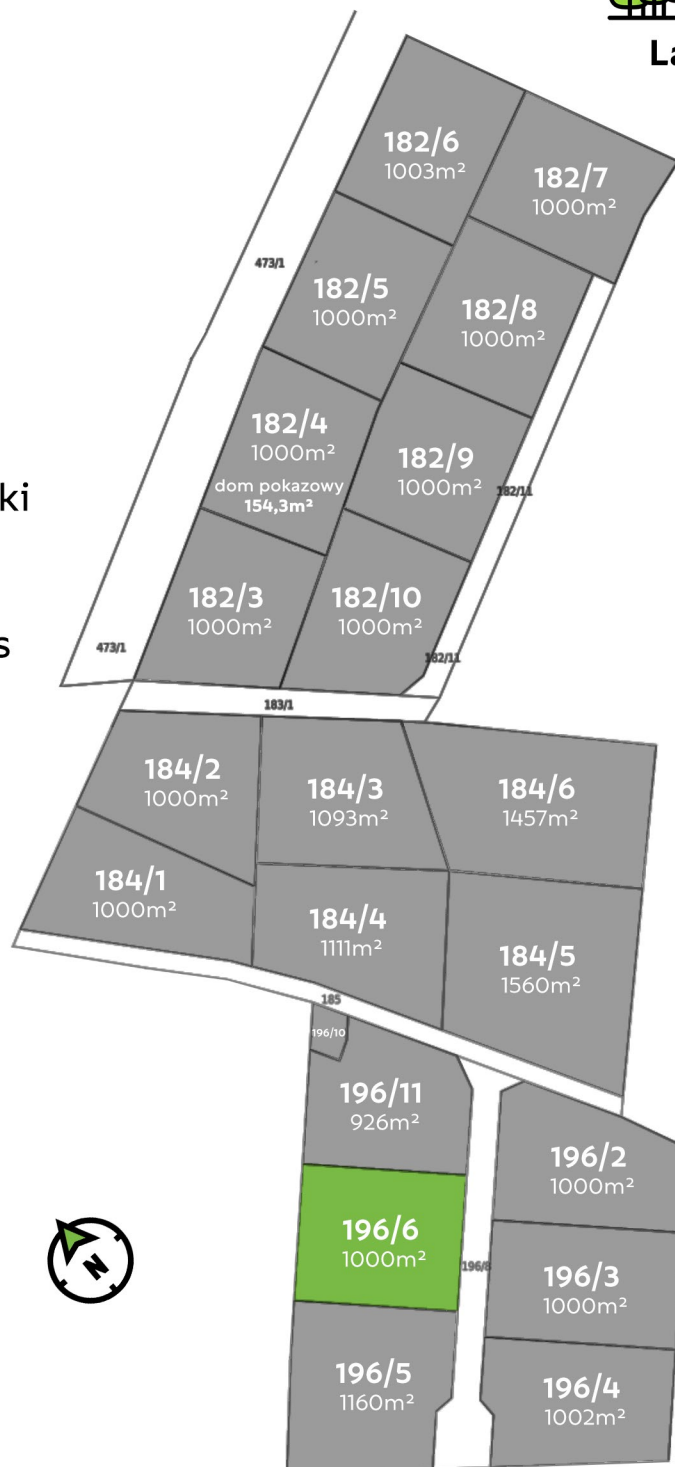 La
182/6
1003m²
182/7
1000m²
473/1
182/5
1000m²
182/8
1000m²
182/4
1000m²
dom pokazowy
154,3m²
182/9
1000m²
ki
182/11
182/3
1000m²
182/10
1000m²
s
473/1
182/11
183/1
184/2
1000m²
184/3
1093m²
184/6
1457m²
184/1
1000m²
184/4
1111m²
184/5
1560m²
185
196/10
196/11
926m²
196/2
1000m²
196/6
1000m²
N
196/8
196/3
1000m²
196/5
1160m²
196/4
1002m²